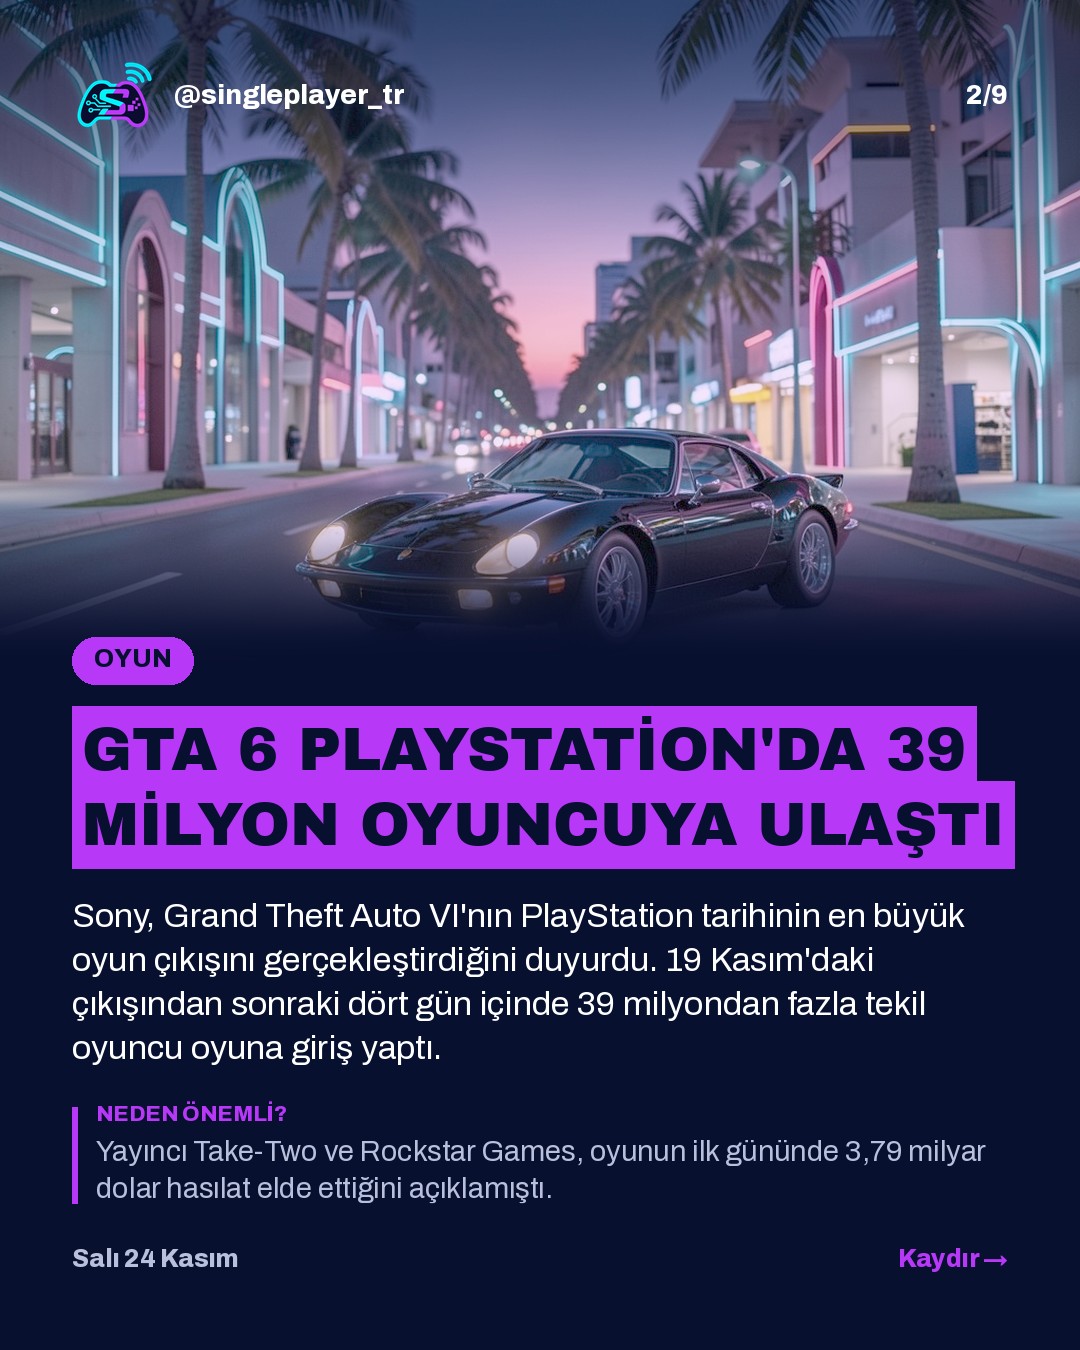 @singleplayer_tr
2/9
OYUN
GTA 6 PLAYSTATİON'DA 39
MİLYON OYUNCUYA ULAŞTI
Sony, Grand Theft Auto VI'nın PlayStation tarihinin en büyük
oyun çıkışını gerçekleştirdiğini duyurdu. 19 Kasım'daki
çıkışından sonraki dört gün içinde 39 milyondan fazla tekil
oyuncu oyuna giriş yaptı.
NEDEN ÖNEMLİ?
Yayıncı Take-Two ve Rockstar Games, oyunun ilk gününde 3,79 milyar
dolar hasılat elde ettiğini açıklamıştı.
Salı 24 Kasım
Kaydır→